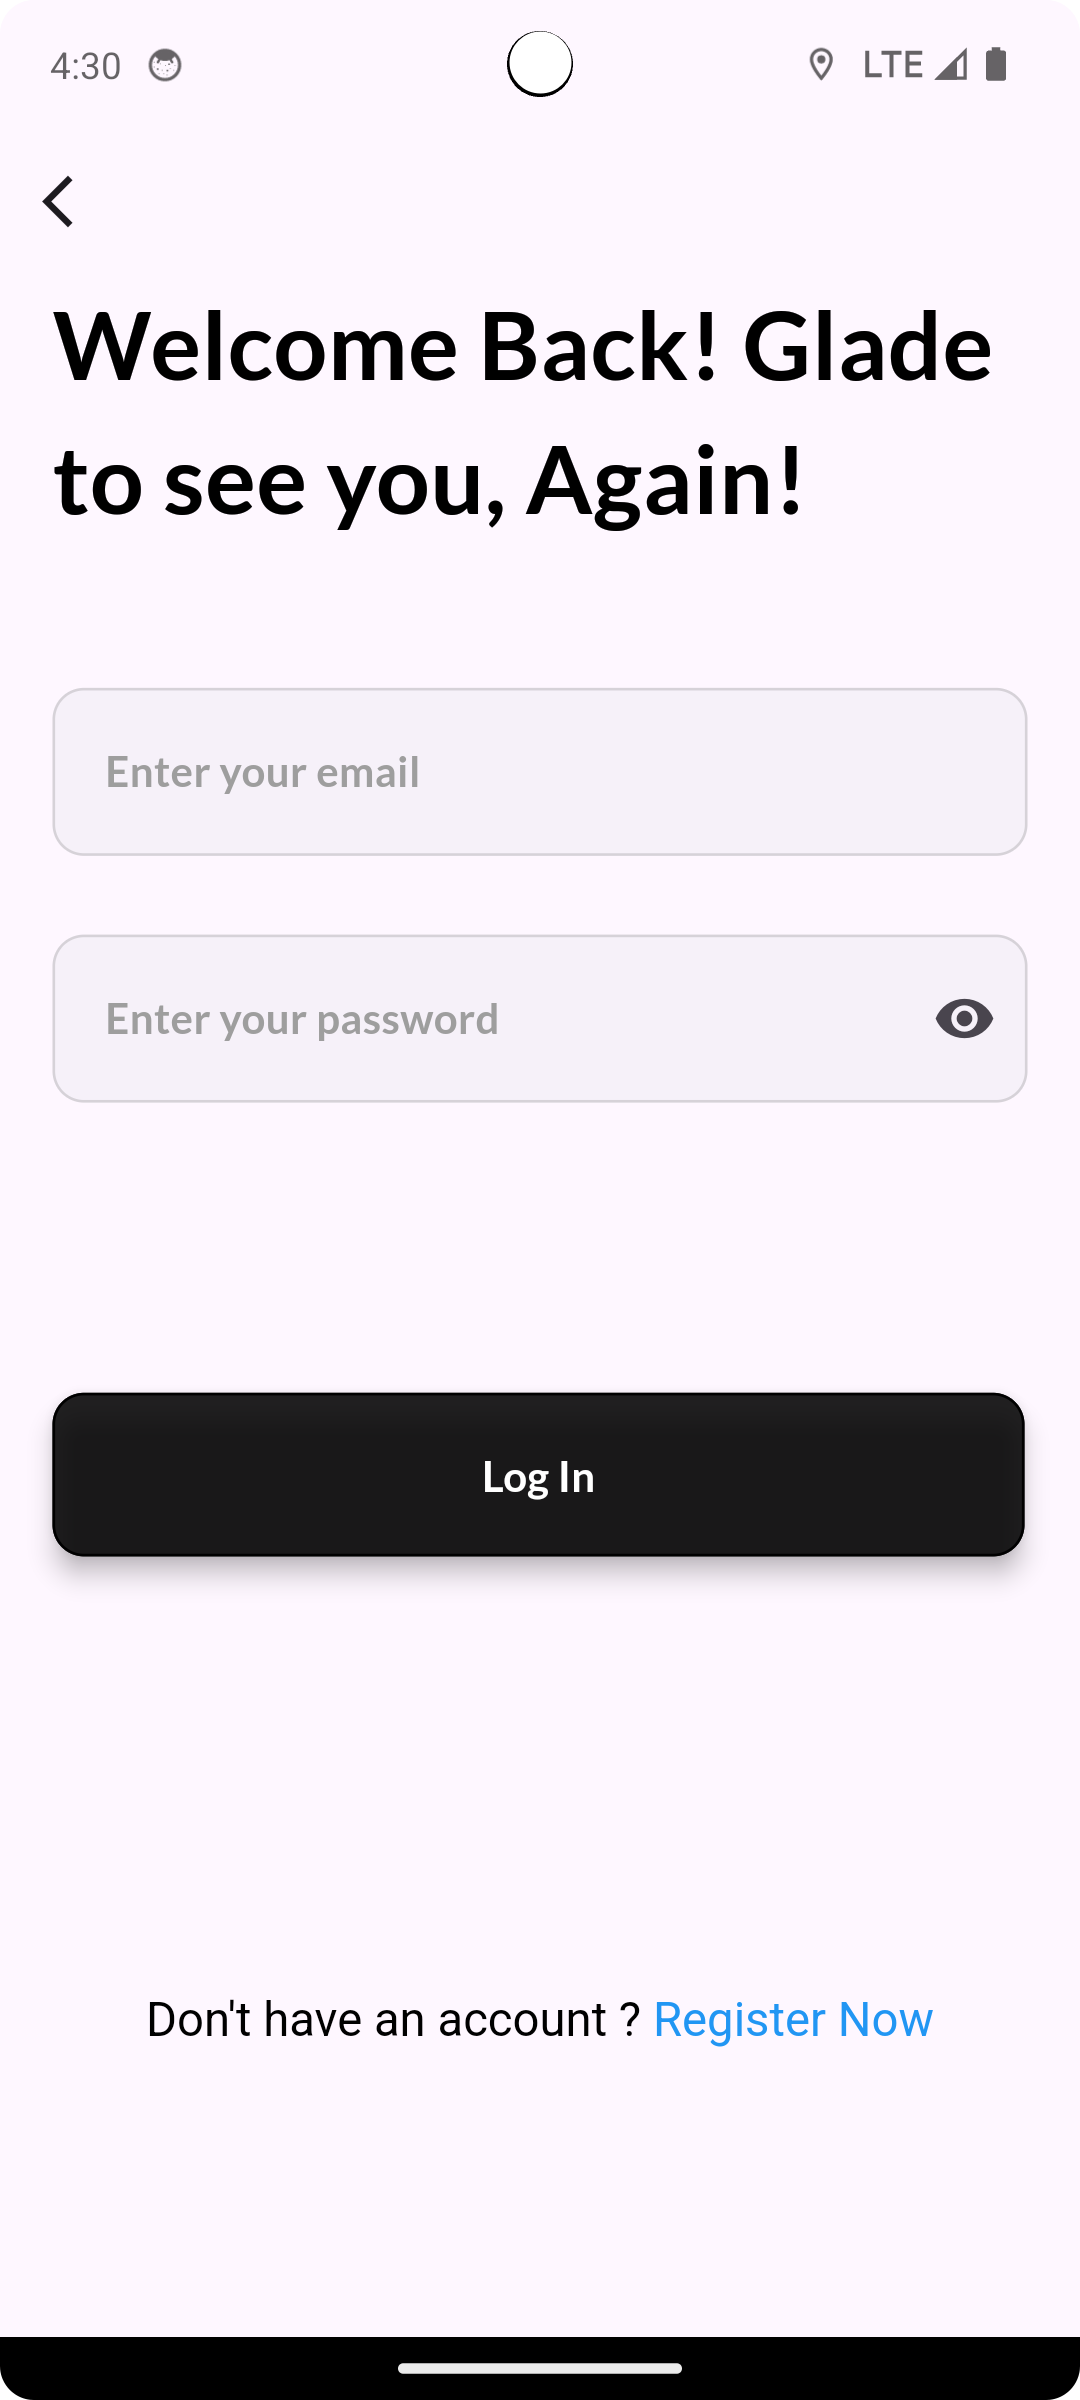 4:30
LTE
Welcome Back! Glade
to see you, Again!
Enter your email
Enter your password
Log In
Don't have an account ? Register Now